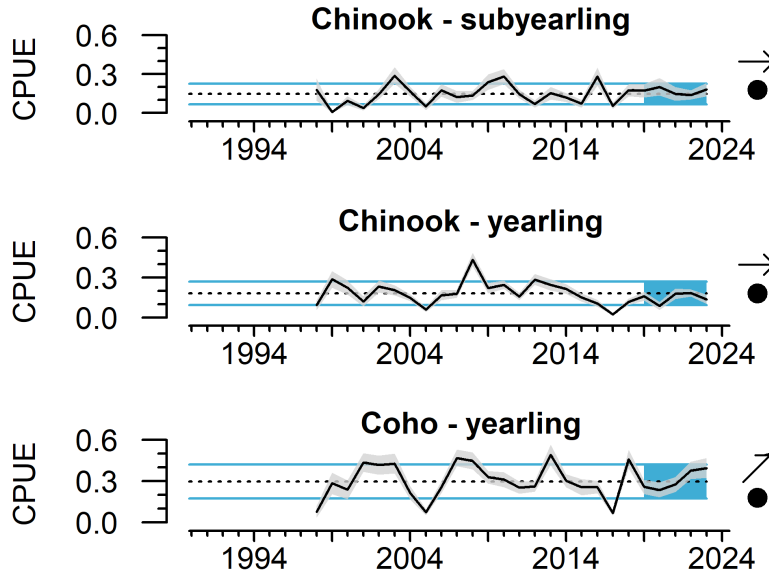 Chinook - subyearling
CPUE
0.6
0.3
0.0
1994 2004 2014 2024
Chinook - yearling
CPUE
0.6
0.3
0.0
1994 2004 2014 2024
Coho - yearling
CPUE
0.6
0.3
0.0
1994 2004 2014 2024